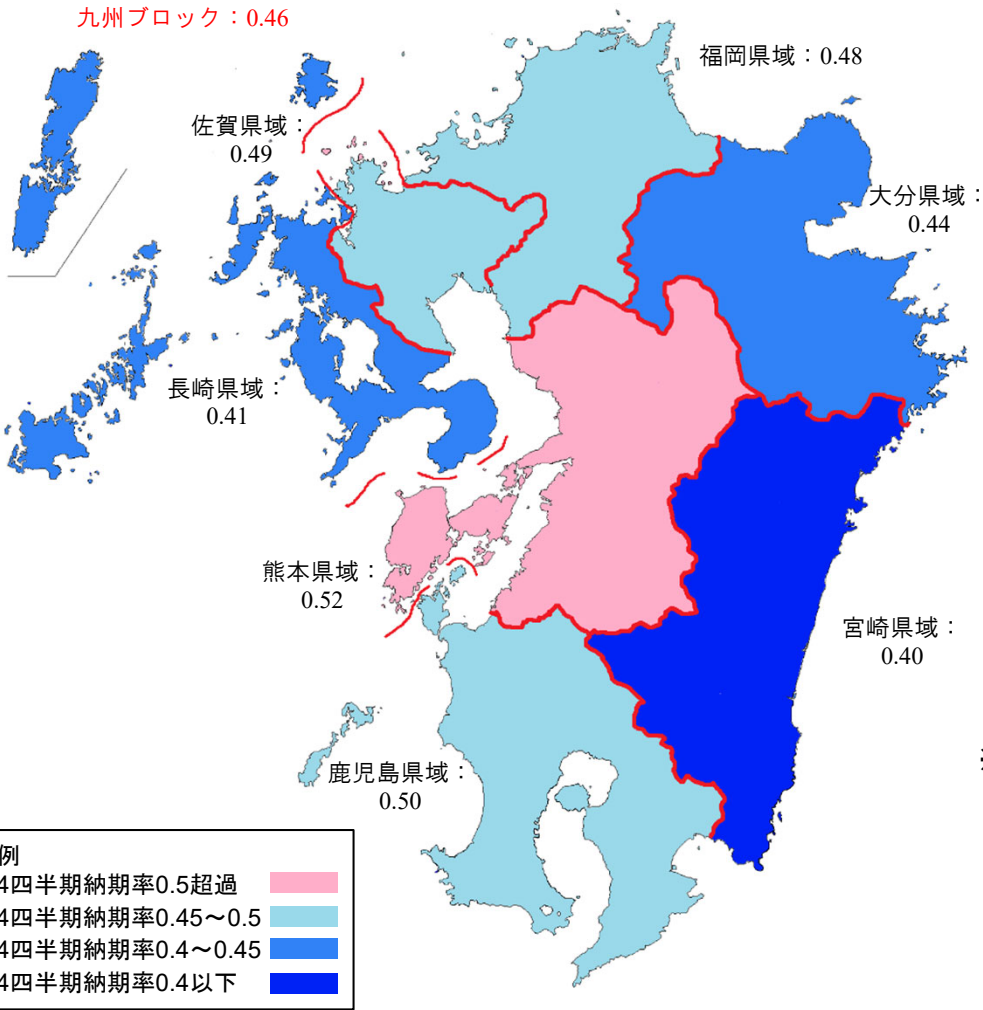 九州ブロック：0.46
福岡県域：0.48
佐賀県域：
0.49
大分県域：
0.44
長崎県域：
0.41
熊本県域：
0.52
宮崎県域：
0.40
鹿児島県域：
0.50
例
4四半期納期率0.5超過
4四半期納期率0.45～0.5
4四半期納期率0.4～0.45
4四半期納期率0.4以下